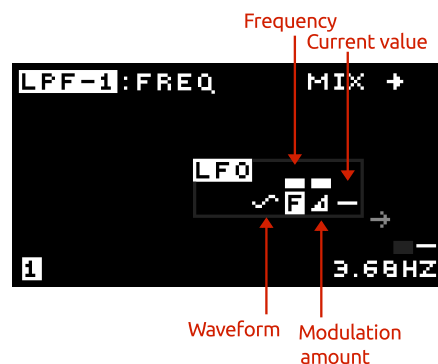 Frequency
Current value
LPF-1:FREQ MIX →
LFO
F
1 3.68HZ
Waveform Modulation
amount